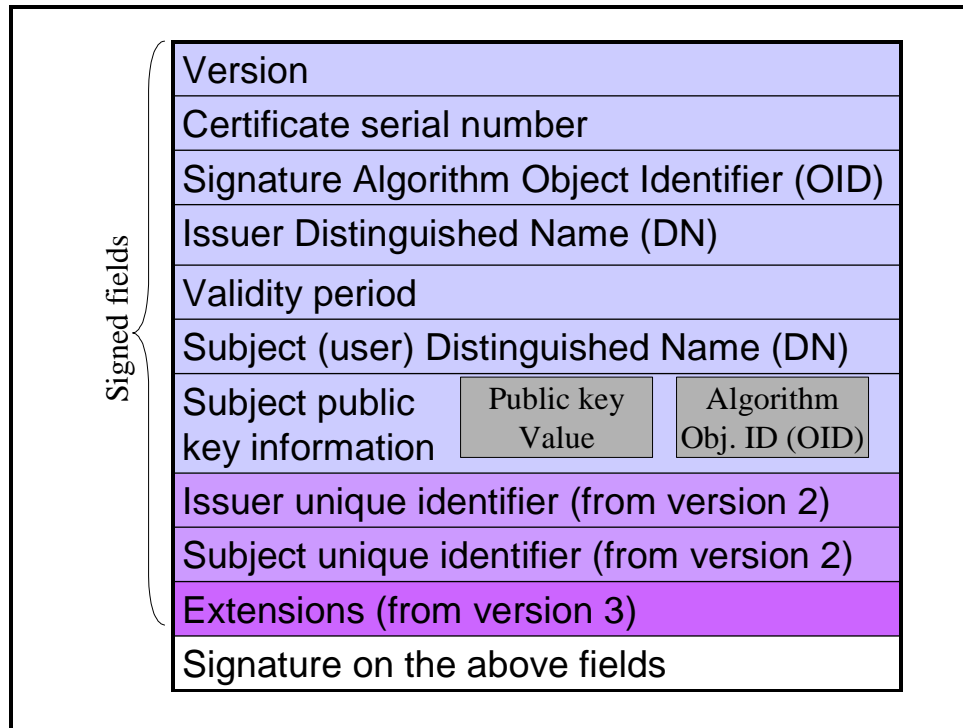 Signed fields
Version
Certificate serial number
Signature Algorithm Object Identifier (OID)
Issuer Distinguished Name (DN)
Validity period
Subject (user) Distinguished Name (DN)
Subject public
key information
Public key
Value
Algorithm
Obj. ID (OID)
Issuer unique identifier (from version 2)
Subject unique identifier (from version 2)
Extensions (from version 3)
Signature on the above fields